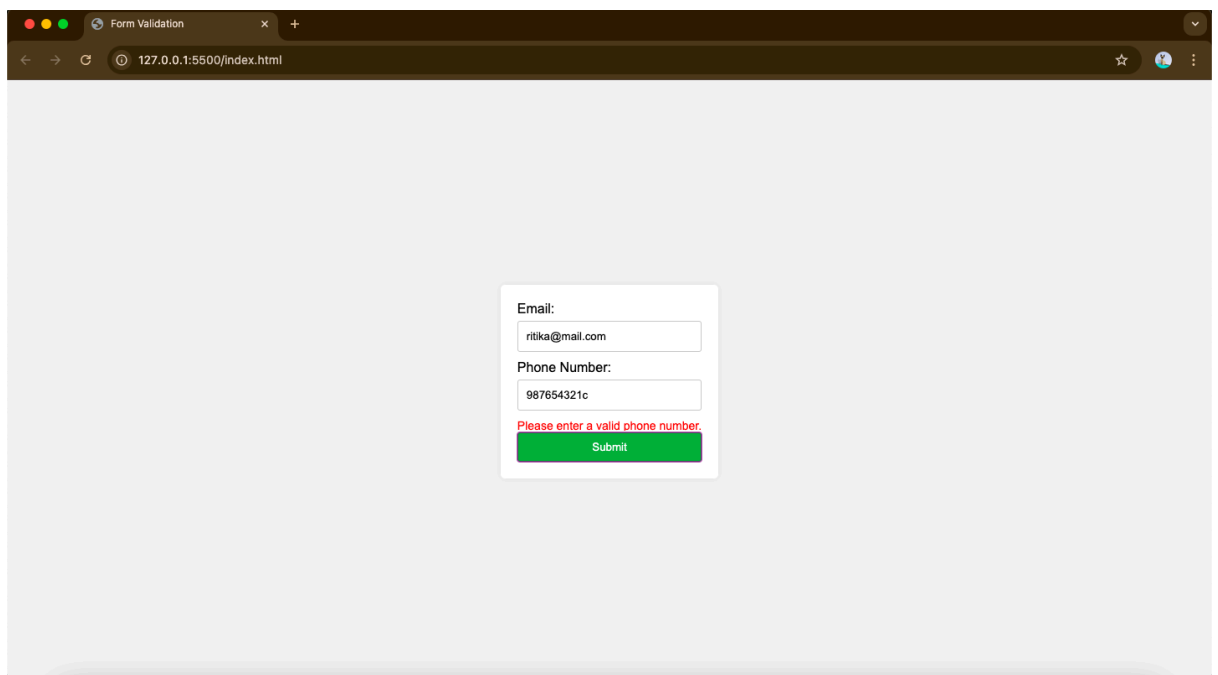 Form Validation
127.0.0.1:5500/index.html
Email:
ritika@mail.com
Phone Number:
987654321c
Please enter a valid phone number.
Submit